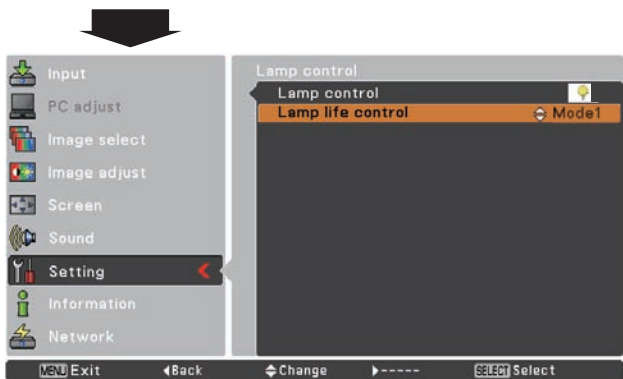 Input
PC adjust
Image select
Image adjust
Screen
Sound
Setting
Information
Network
Lamp control
Lamp control
Lamp life control Mode1
MENU Exit Back Change ----- SELECT Select